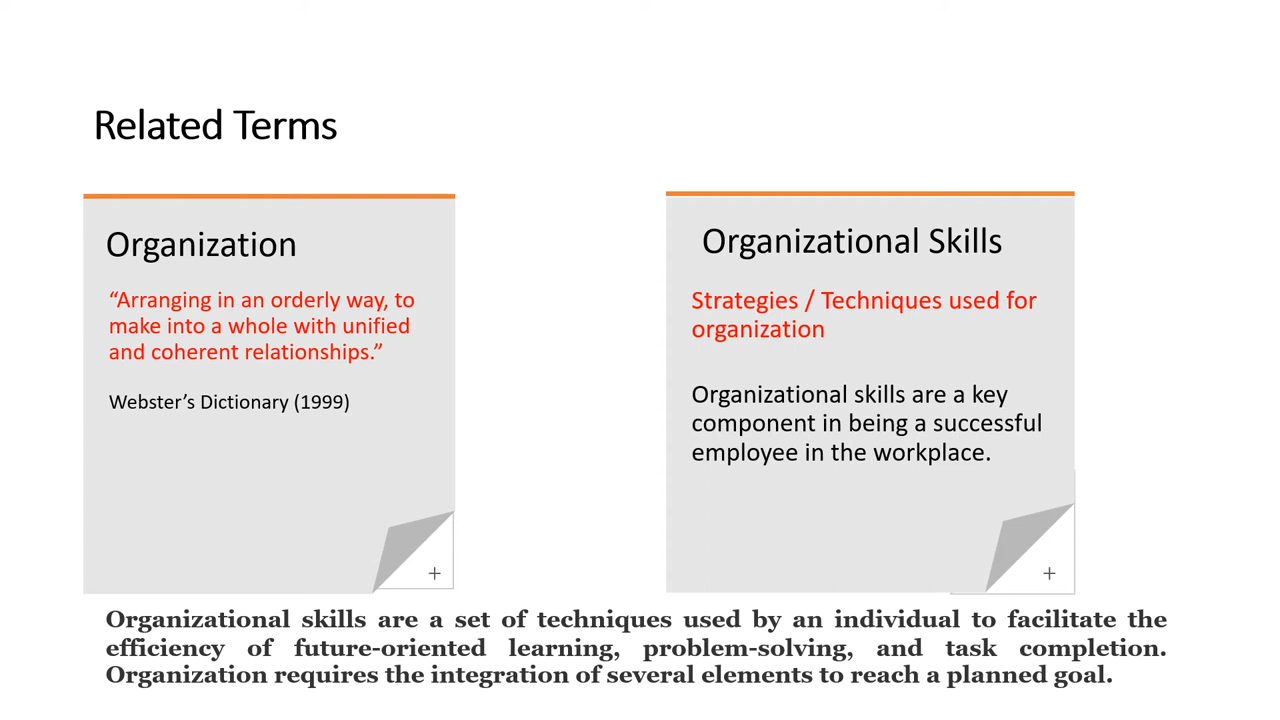 Related Terms
Organization
“Arranging in an orderly way, to
make into a whole with unified
and coherent relationships.”
Webster’s Dictionary (1999)
+
Organizational Skills
Strategies / Techniques used for
organization
Organizational skills are a key
component in being a successful
employee in the workplace.
+
Organizational skills are a set of techniques used by an individual to facilitate the
efficiency of future-oriented learning, problem-solving, and task completion.
Organization requires the integration of several elements to reach a planned goal.